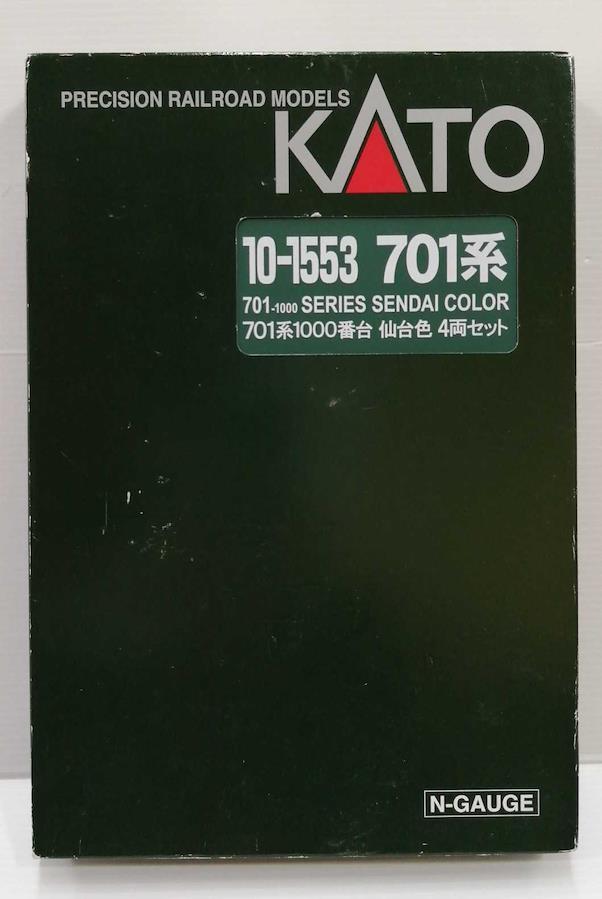 PRECISION RAILROAD MODELS
KATO
10-1553 701系
701-1000 SERIES SENDAI COLOR
701系1000番台 仙台色 4両セット
N-GAUGE